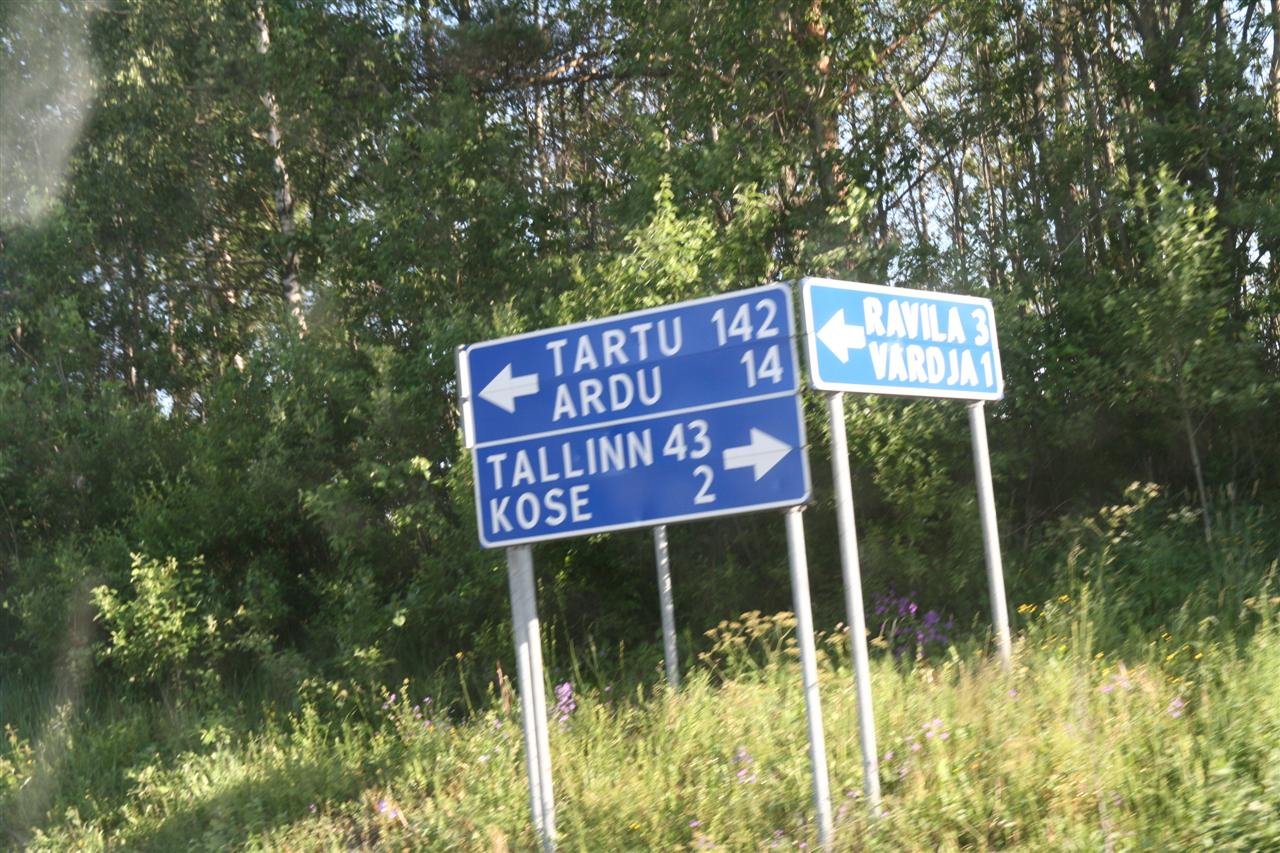 TARTU 142
ARDU 14
TALLINN 43
KOSE 2
RAVILA 3
VARDJA 1